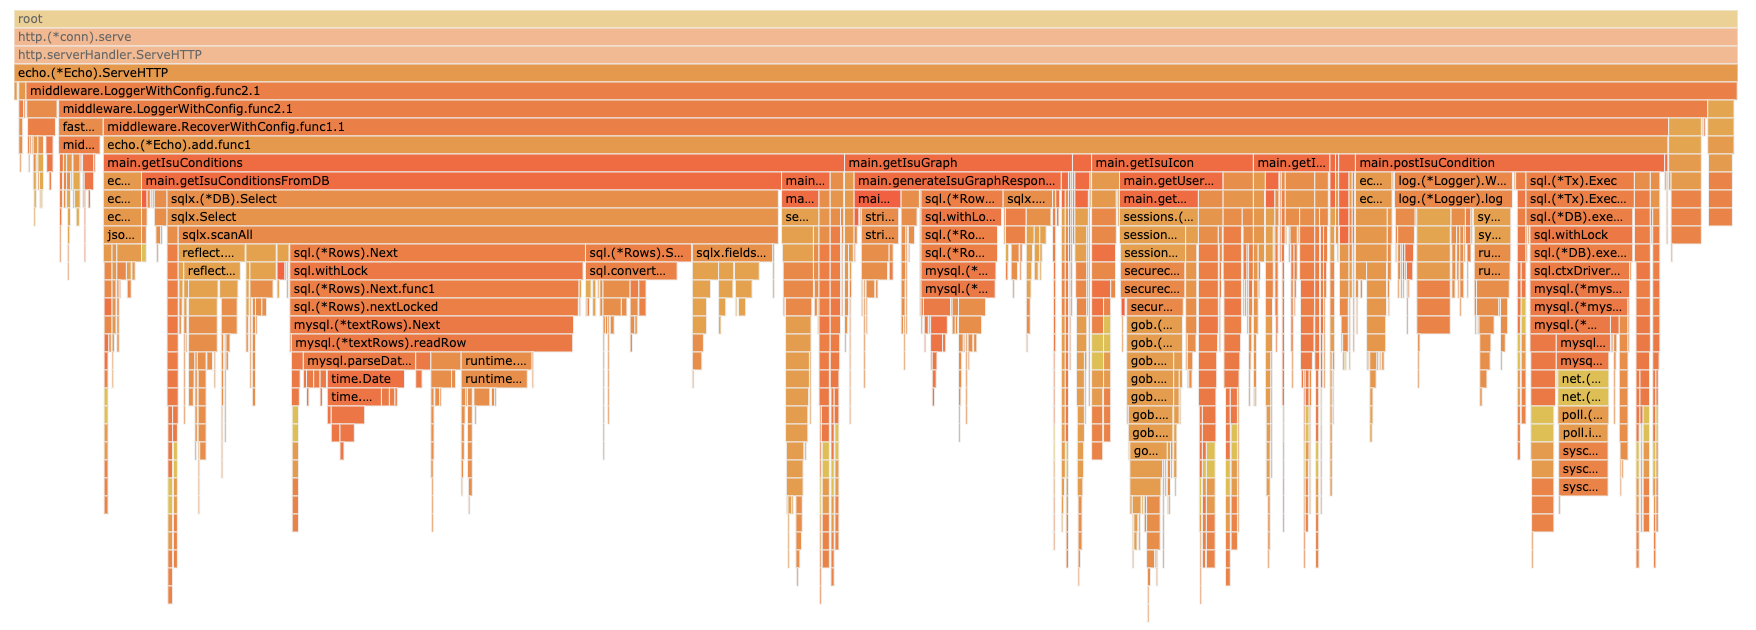 root
http.(*conn).serve
http.serverHandler.ServeHTTP
echo.(*Echo).ServeHTTP
middleware.LoggerWithConfig.func2.1
middleware.LoggerWithConfig.func2.1
fast... middleware.RecoverWithConfig.func1.1
mid... echo.(*Echo).add.func1
main.getIsuConditions main.getIsuGraph main.getIsuIcon main.getI... main.postIsuCondition
ec... main.getIsuConditionsFromDB main... main.generateIsuGraphRespon... main.getUser... ec... log.(*Logger).W... sql.(*Tx).Exec
ec... sqlx.(*DB).Select ma... mai... sql.(*Row... sqlx.... main.get... ec... log.(*Logger).log sql.(*Tx).Exec...
ec... sqlx.Select se... stri... sql.withLo... sessions.(... sy... sql.(*DB).exe...
jso... sqlx.scanAll stri... sql.(*Ro... session... sy... sql.withLock
reflect.... sql.(*Rows).Next sql.(*Rows).S... sqlx.fields... sql.(*Ro... session... ru... sql.(*DB).exe...
reflect... sql.withLock sql.convert... mysql.(*... securec... ru... sql.ctxDriver...
sql.(*Rows).Next.func1 mysql.(*... securec... mysql.(*mys...
sql.(*Rows).nextLocked secur... mysql.(*mys...
mysql.(*textRows).Next gob.(... mysql.(*...
mysql.(*textRows).readRow gob.(... mysql...
mysql.parseDat... runtime.... gob.... mysq...
time.Date runtime... gob... net.(...
time.... gob.... net.(...
gob.... poll.(...
gob.... poll.i...
go... sysc...
sysc...
sysc...